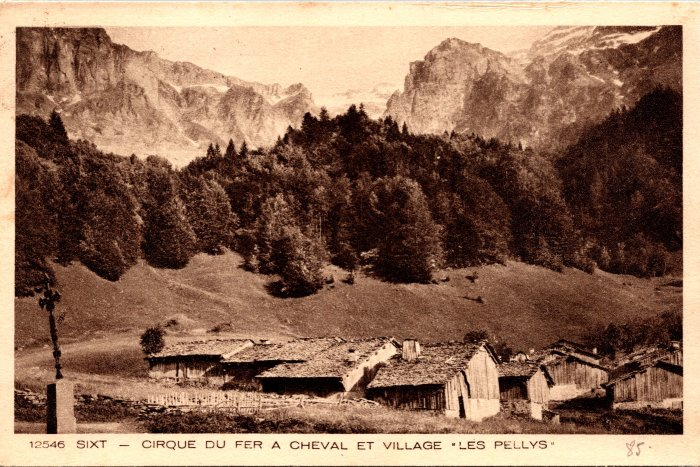 12546 SIXT — CIRQUE DU FER A CHEVAL ET VILLAGE "LES PELLYS" 85.